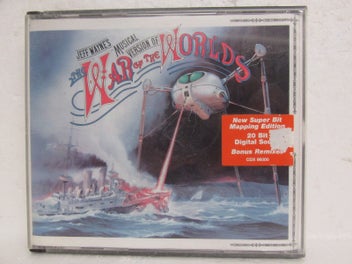 JEFF WAYNE'S
MUSICAL
VERSION OF
THE
WAR OF THE WORLDS
New Super Bit
Mapping Edition
20 Bit
Digital
Bonus Remixes